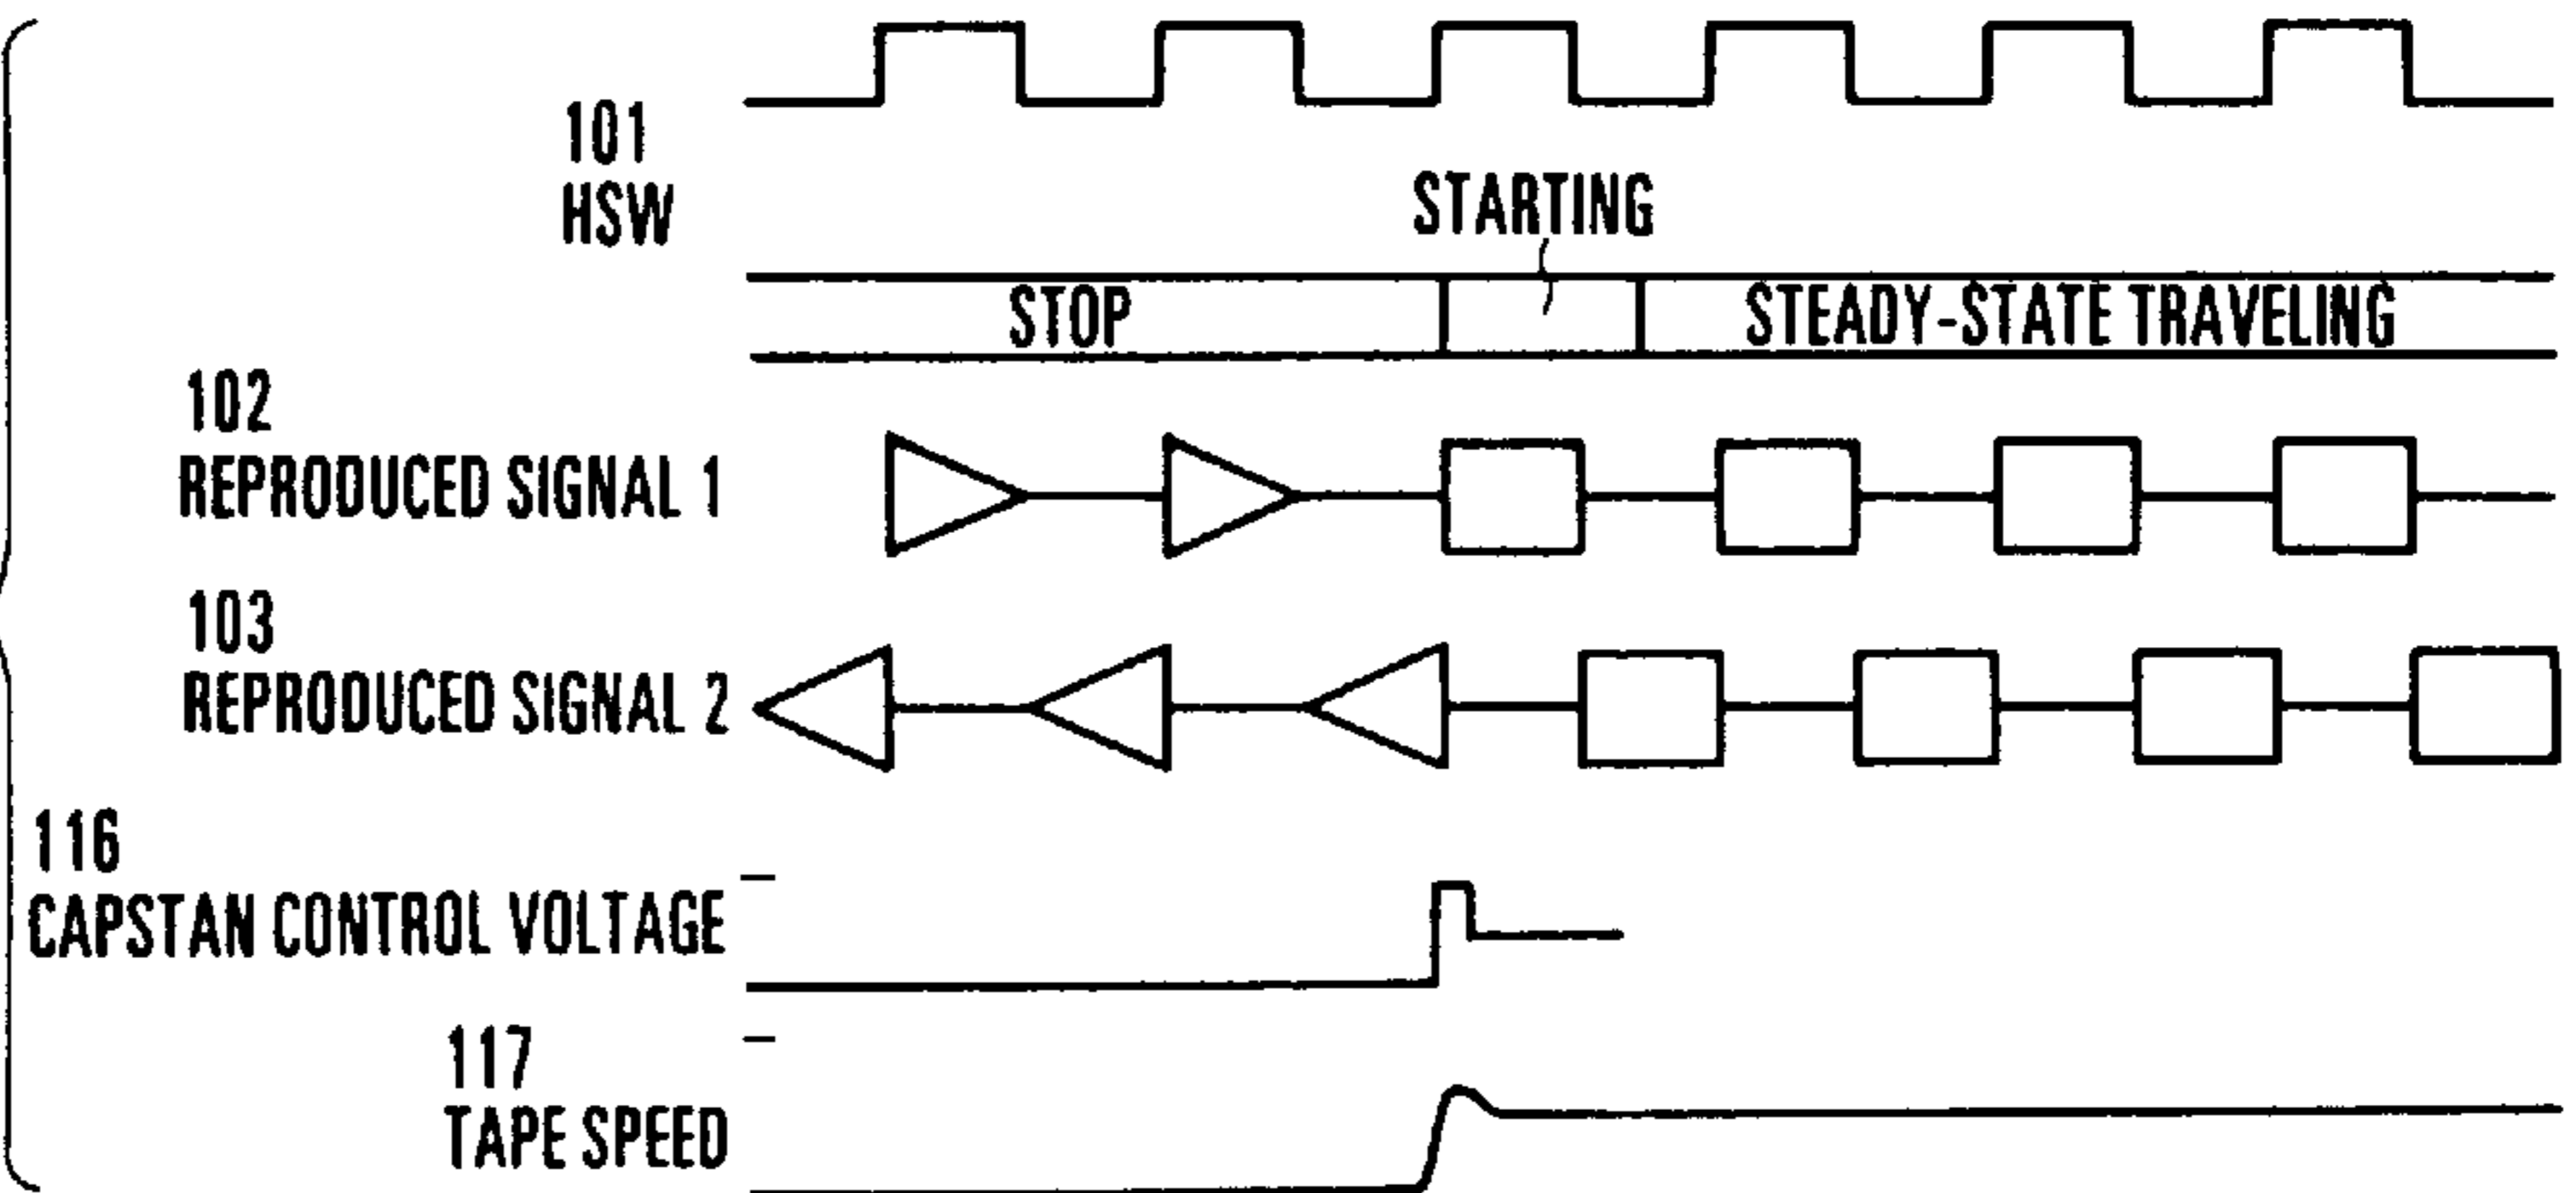 101
HSW
STARTING
STOP
STEADY-STATE TRAVELING
102
REPRODUCED SIGNAL 1
103
REPRODUCED SIGNAL 2
116
CAPSTAN CONTROL VOLTAGE
117
TAPE SPEED